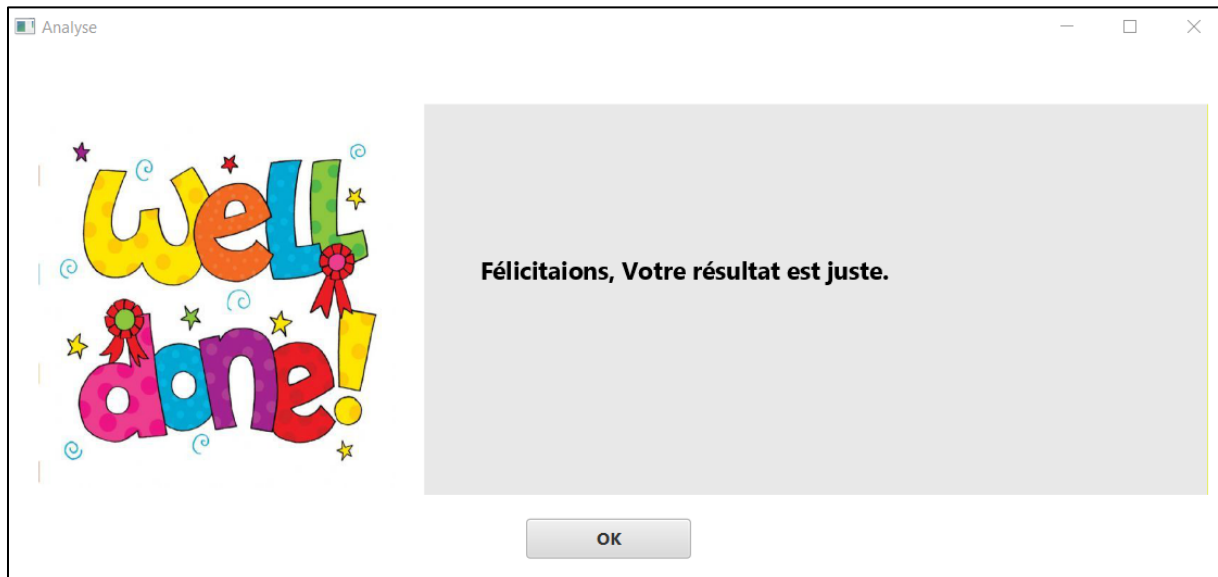 Analyse
well
done!
Félicitaions, Votre résultat est juste.
OK